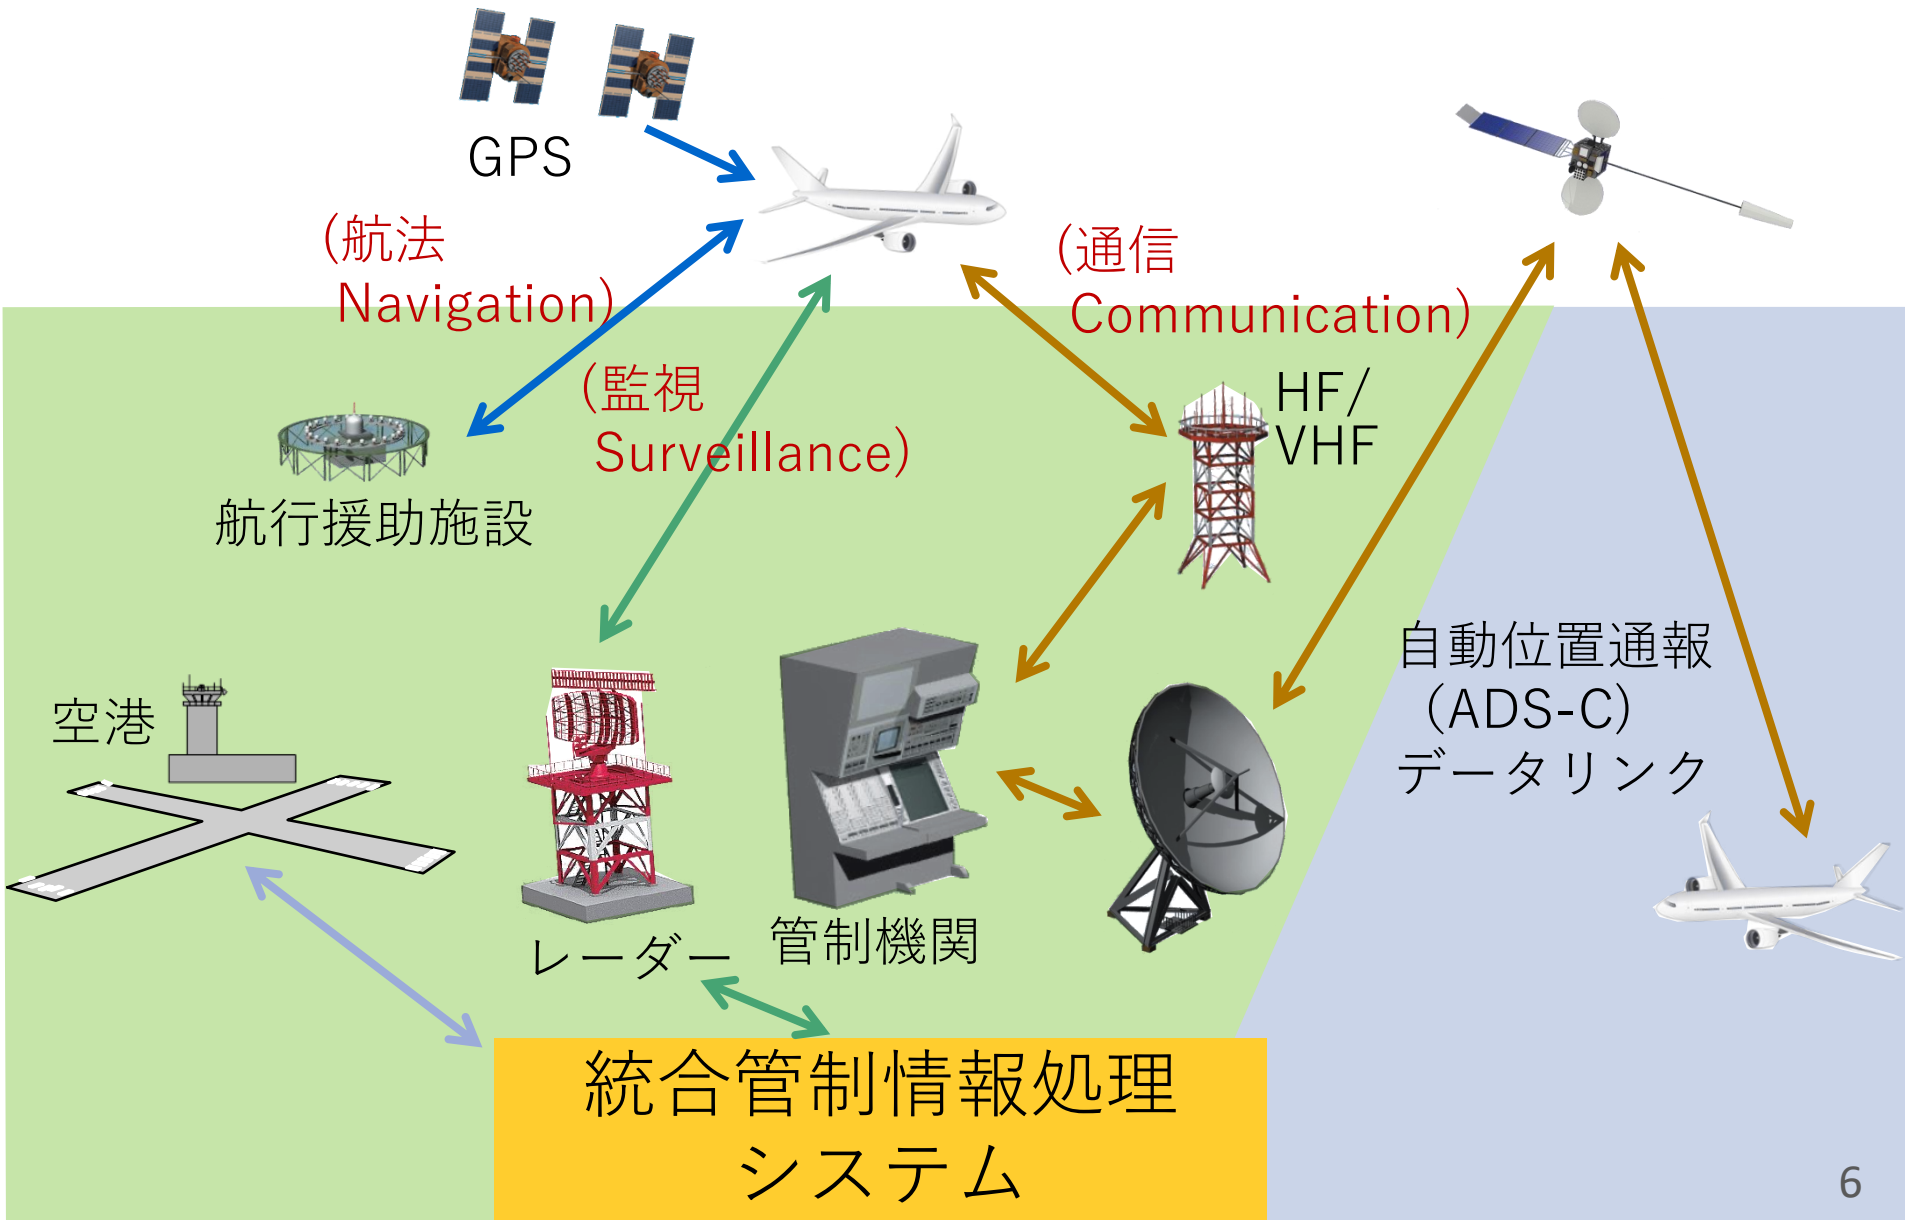 GPS
(航法
Navigation)
(通信
Communication)
(監視
Surveillance)
HF/
VHF
航行援助施設
自動位置通報
（ADS-C)
データリンク
空港
レーダー
管制機関
統合管制情報処理
システム
6